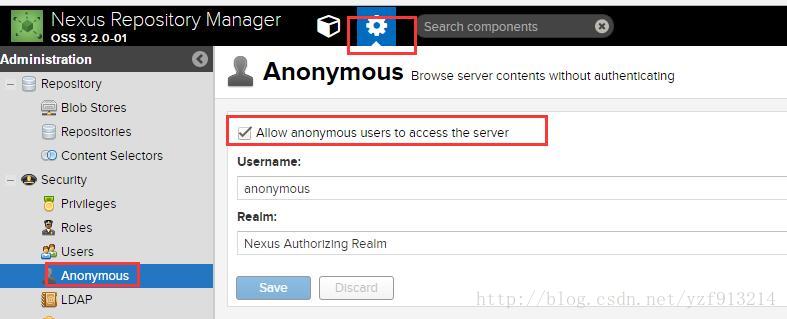 Nexus Repository Manager
OSS 3.2.0-01
Search components
Administration
Repository
Blob Stores
Repositories
Content Selectors
Security
Privileges
Roles
Users
Anonymous
LDAP
Anonymous Browse server contents without authenticating
Allow anonymous users to access the server
Username:
anonymous
Realm:
Nexus Authorizing Realm
Save Discard
http://blog.csdn.net/yzf913214